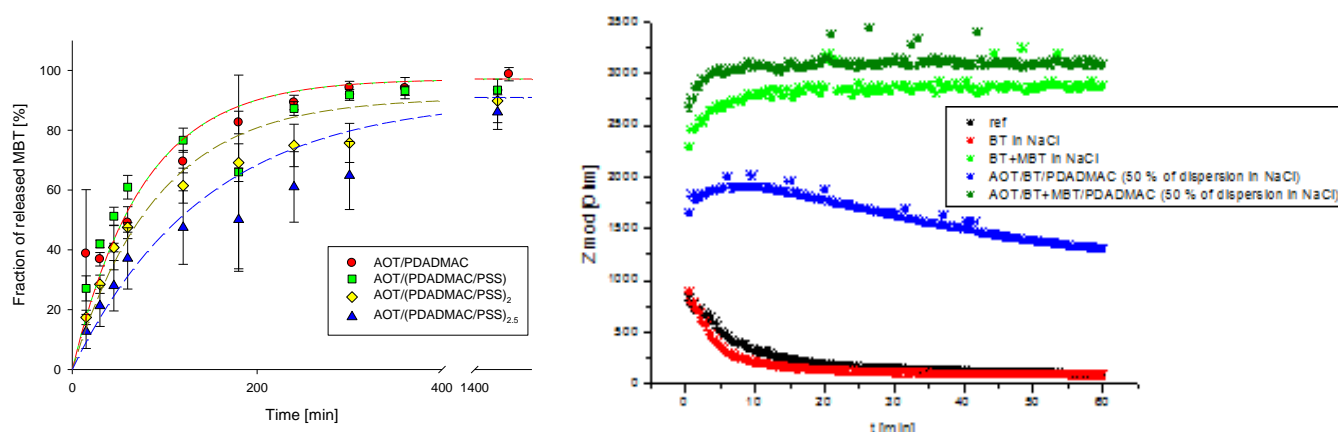 Fraction of released MBT [%]
100
80
60
40
20
0
0
200
400
1400
Time [min]
AOT/PDADMAC
AOT/(PDADMAC/PSS)
AOT/(PDADMAC/PSS)2
AOT/(PDADMAC/PSS)2.5
Z mod [Ohm]
3500
3000
2500
2000
1500
1000
500
0
0
10
20
30
40
50
60
t [min]
ref
BT in NaCl
BT+MBT in NaCl
AOT/BT/PDADMAC (50 % of dispersion in NaCl)
AOT/BT+MBT/PDADMAC (50 % of dispersion in NaCl)